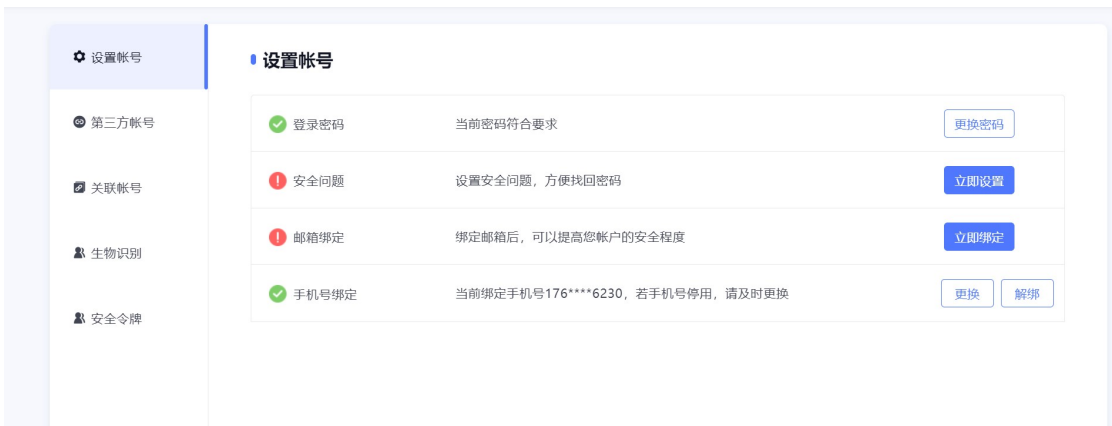 设置帐号
第三方帐号
关联帐号
生物识别
安全令牌
设置帐号
登录密码 当前密码符合要求 更换密码
安全问题 设置安全问题，方便找回密码 立即设置
邮箱绑定 绑定邮箱后，可以提高您帐户的安全程度 立即绑定
手机号绑定 当前绑定手机号176****6230，若手机号停用，请及时更换 更换 解绑